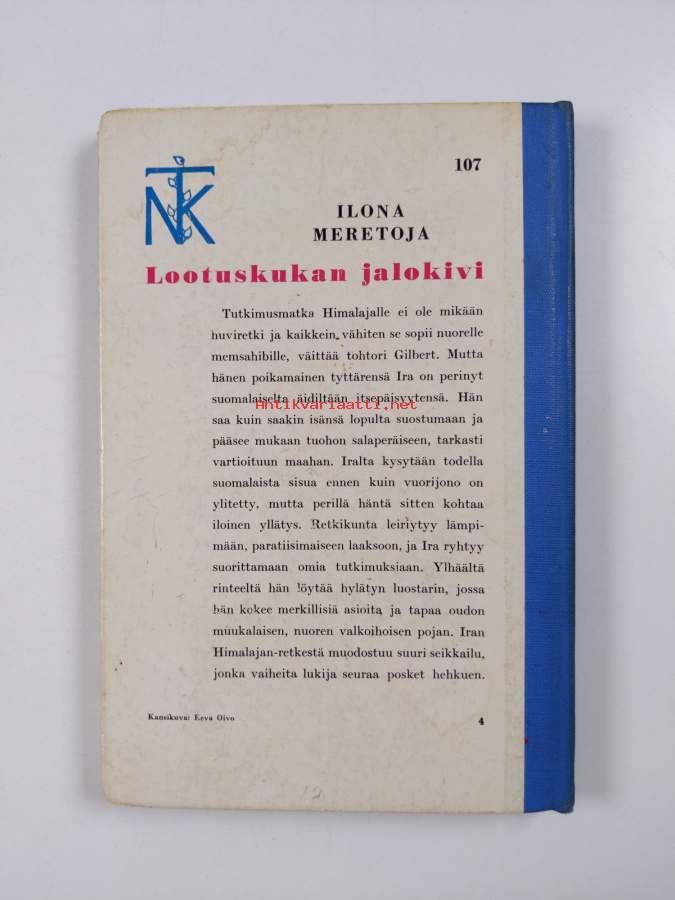 NTK
107
ILONA
MERETOJA
Lootuskukan jalokivi
Tutkimusmatka Himalajalle ei ole mikään
huviretki ja kaikkein vähiten se sopii nuorelle
memsahibille, väittää tohtori Gilbert. Mutta
hänen poikamainen tyttärensä Ira on perinyt
suomalaiselta äidiltään itsepäisyytensä. Hän
Antikvariaatti.net
saa kuin saakin isänsä lopulta suostumaan ja
pääsee mukaan tuohon salaperäiseen, tarkasti
vartioituun maahan. Iralta kysytään todella
suomalaista sisua ennen kuin vuorijono on
ylitetty, mutta perillä häntä sitten kohtaa
iloinen yllätys. Retkikunta leiriytyy lämpi-
mään, paratiisimaiseen laaksoon, ja Ira ryhtyy
suorittamaan omia tutkimuksiaan. Ylhäältä
rinteeltä hän löytää hylätyn luostarin, jossa
hän kokee merkillisiä asioita ja tapaa oudon
muukalaisen, nuoren valkoihoisen pojan. Iran
Himalajan-retkestä muodostuu suuri seikkailu,
jonka vaiheita lukija seuraa posket hehkuen.
Kansikuva: Eeva Oivo
4